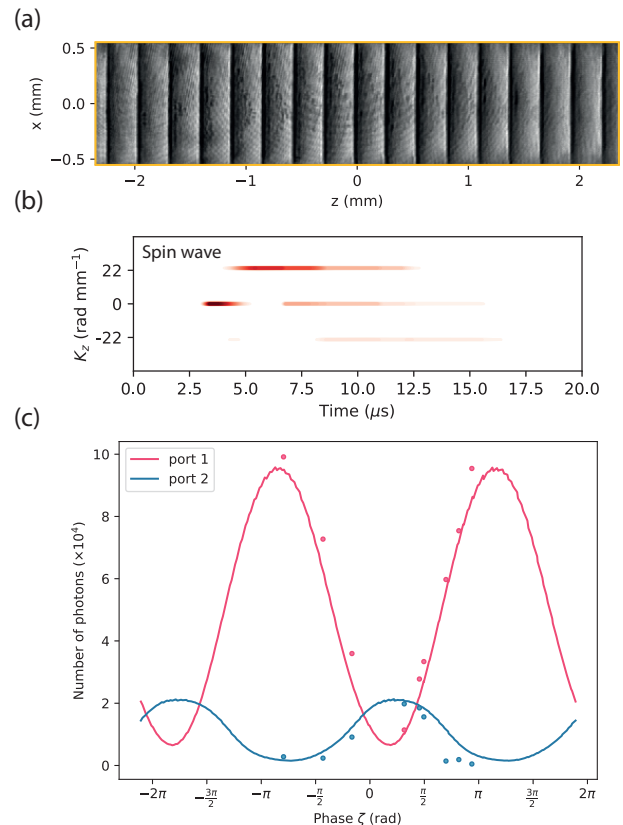 (a)
0.5
0.0
−0.5
x (mm)
−2
−1
0
1
2
z (mm)
(b)
Spin wave
22
0
-22
K_z (rad mm⁻¹)
0.0
2.5
5.0
7.5
10.0
12.5
15.0
17.5
20.0
Time (μs)
(c)
port 1
port 2
10
8
6
4
2
0
Number of photons (×10⁴)
−2π
−3π/2
−π
−π/2
0
π/2
π
3π/2
2π
Phase ζ (rad)